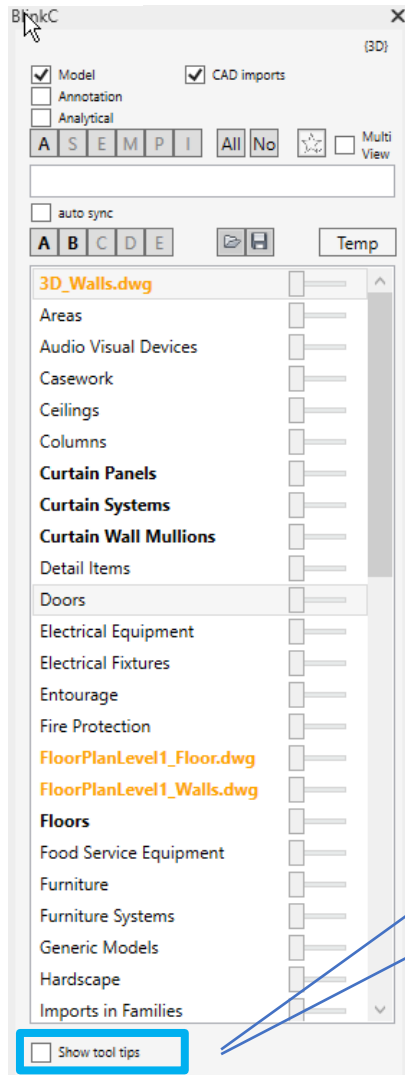 BlinkC
{3D}
Model CAD imports
Annotation
Analytical
A S E M P I All No Multi View
auto sync
A B C D E Temp
3D_Walls.dwg
Areas
Audio Visual Devices
Casework
Ceilings
Columns
Curtain Panels
Curtain Systems
Curtain Wall Mullions
Detail Items
Doors
Electrical Equipment
Electrical Fixtures
Entourage
Fire Protection
FloorPlanLevel1_Floor.dwg
FloorPlanLevel1_Walls.dwg
Floors
Food Service Equipment
Furniture
Furniture Systems
Generic Models
Hardscape
Imports in Families
Show tool tips